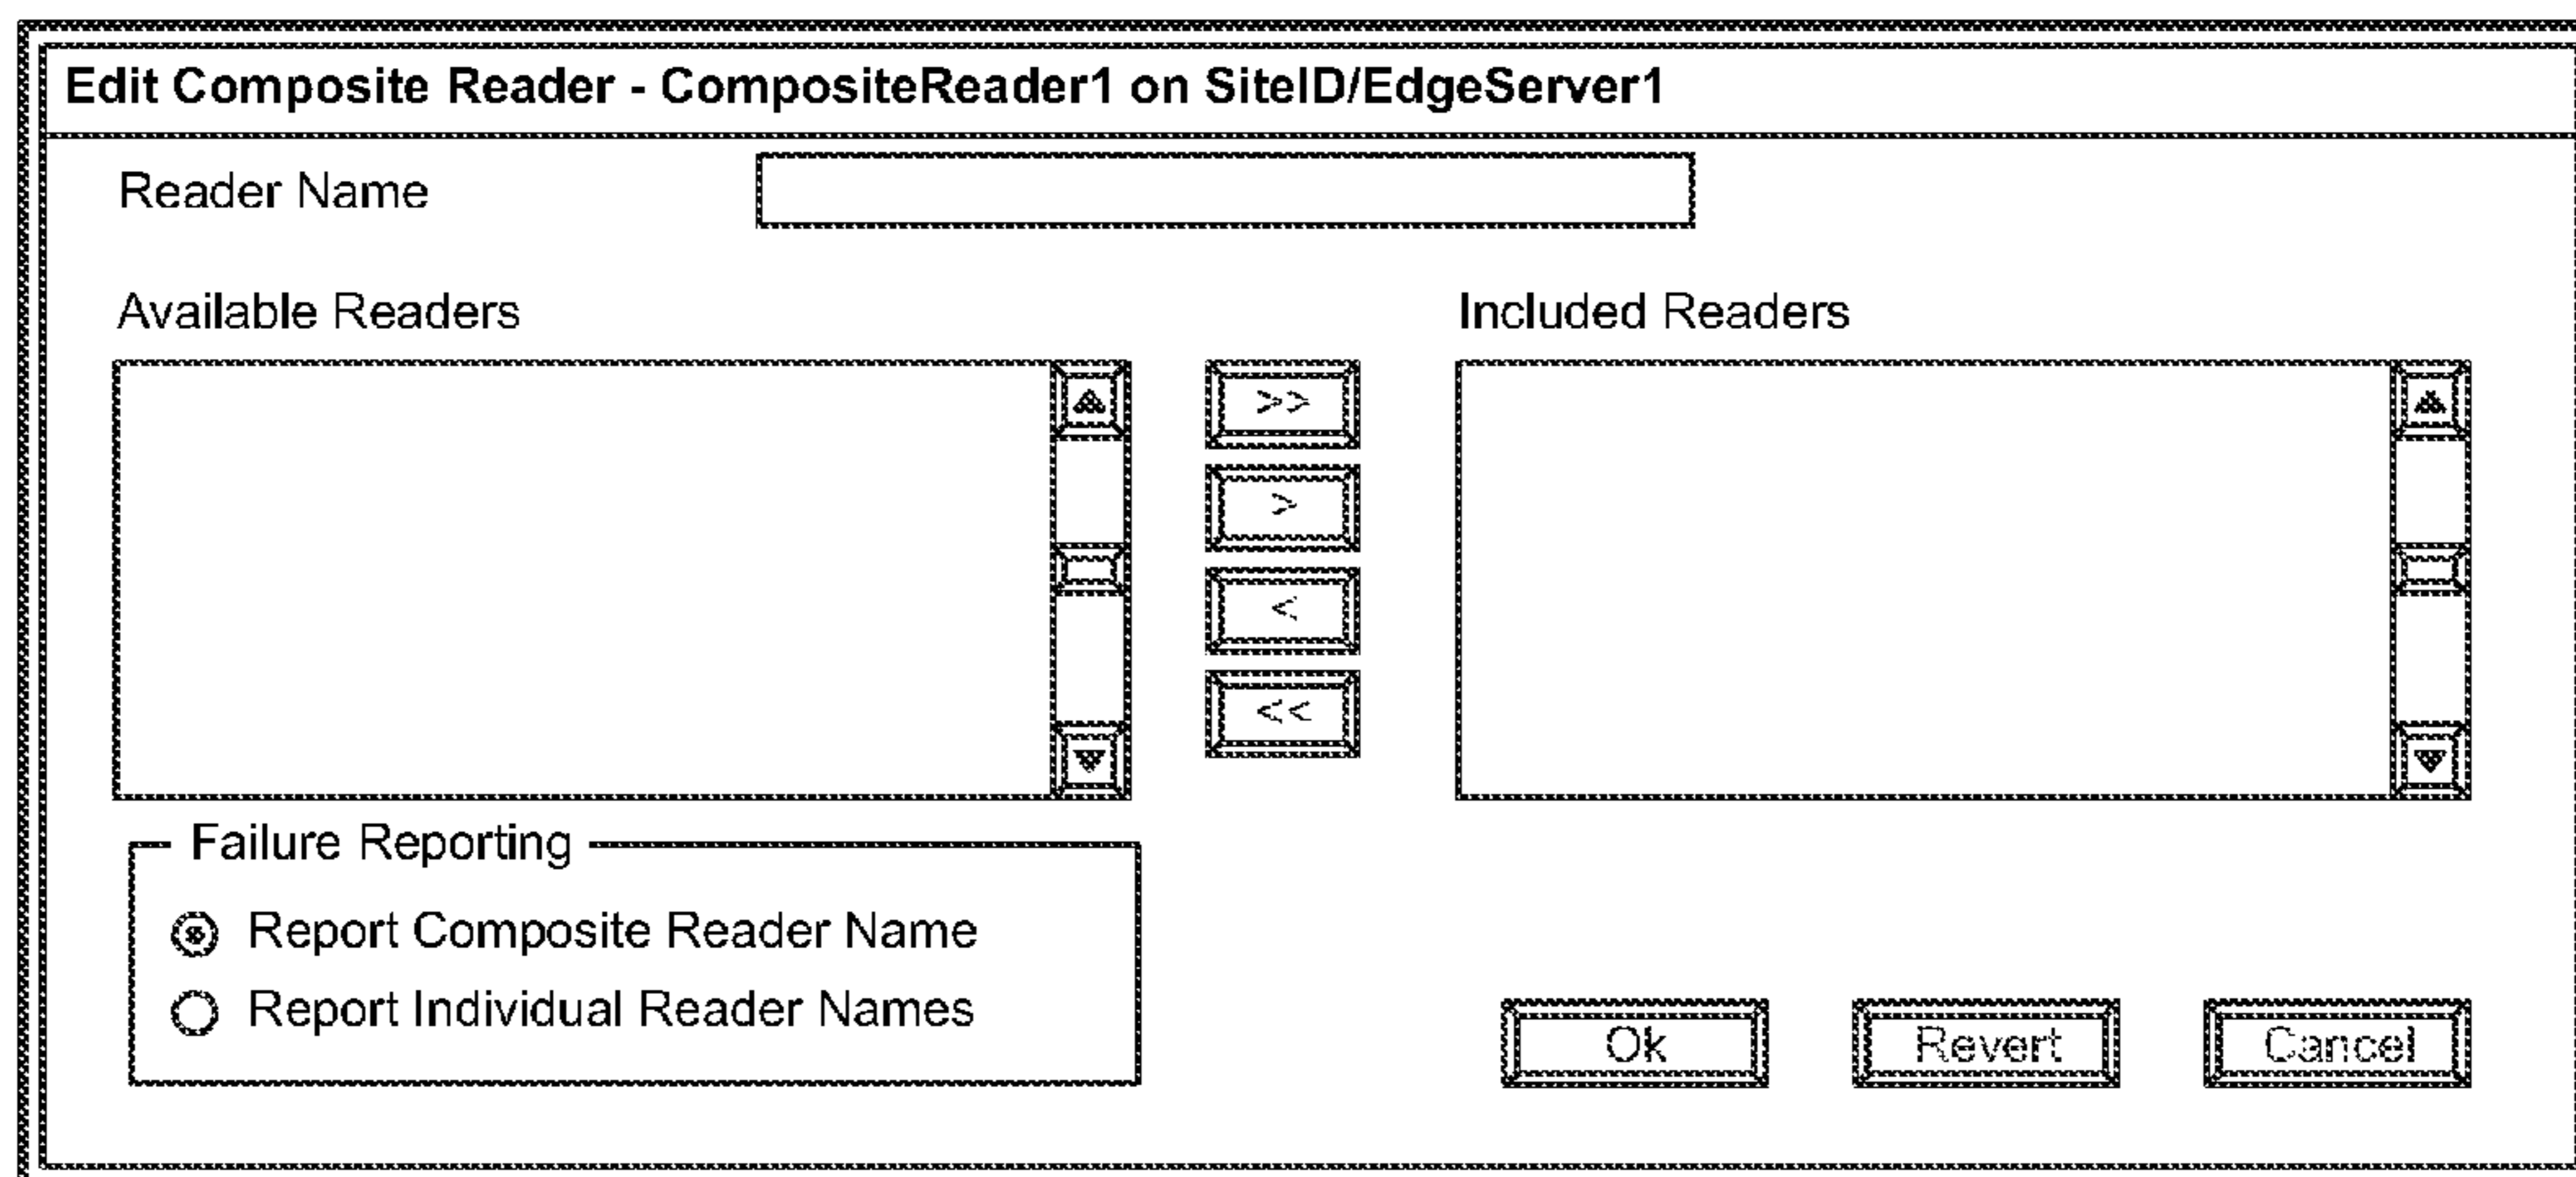 Edit Composite Reader - CompositeReader1 on SiteID/EdgeServer1
Reader Name
Available Readers
Included Readers
>>
>
<
<<
Failure Reporting
Report Composite Reader Name
Report Individual Reader Names
Ok
Revert
Cancel